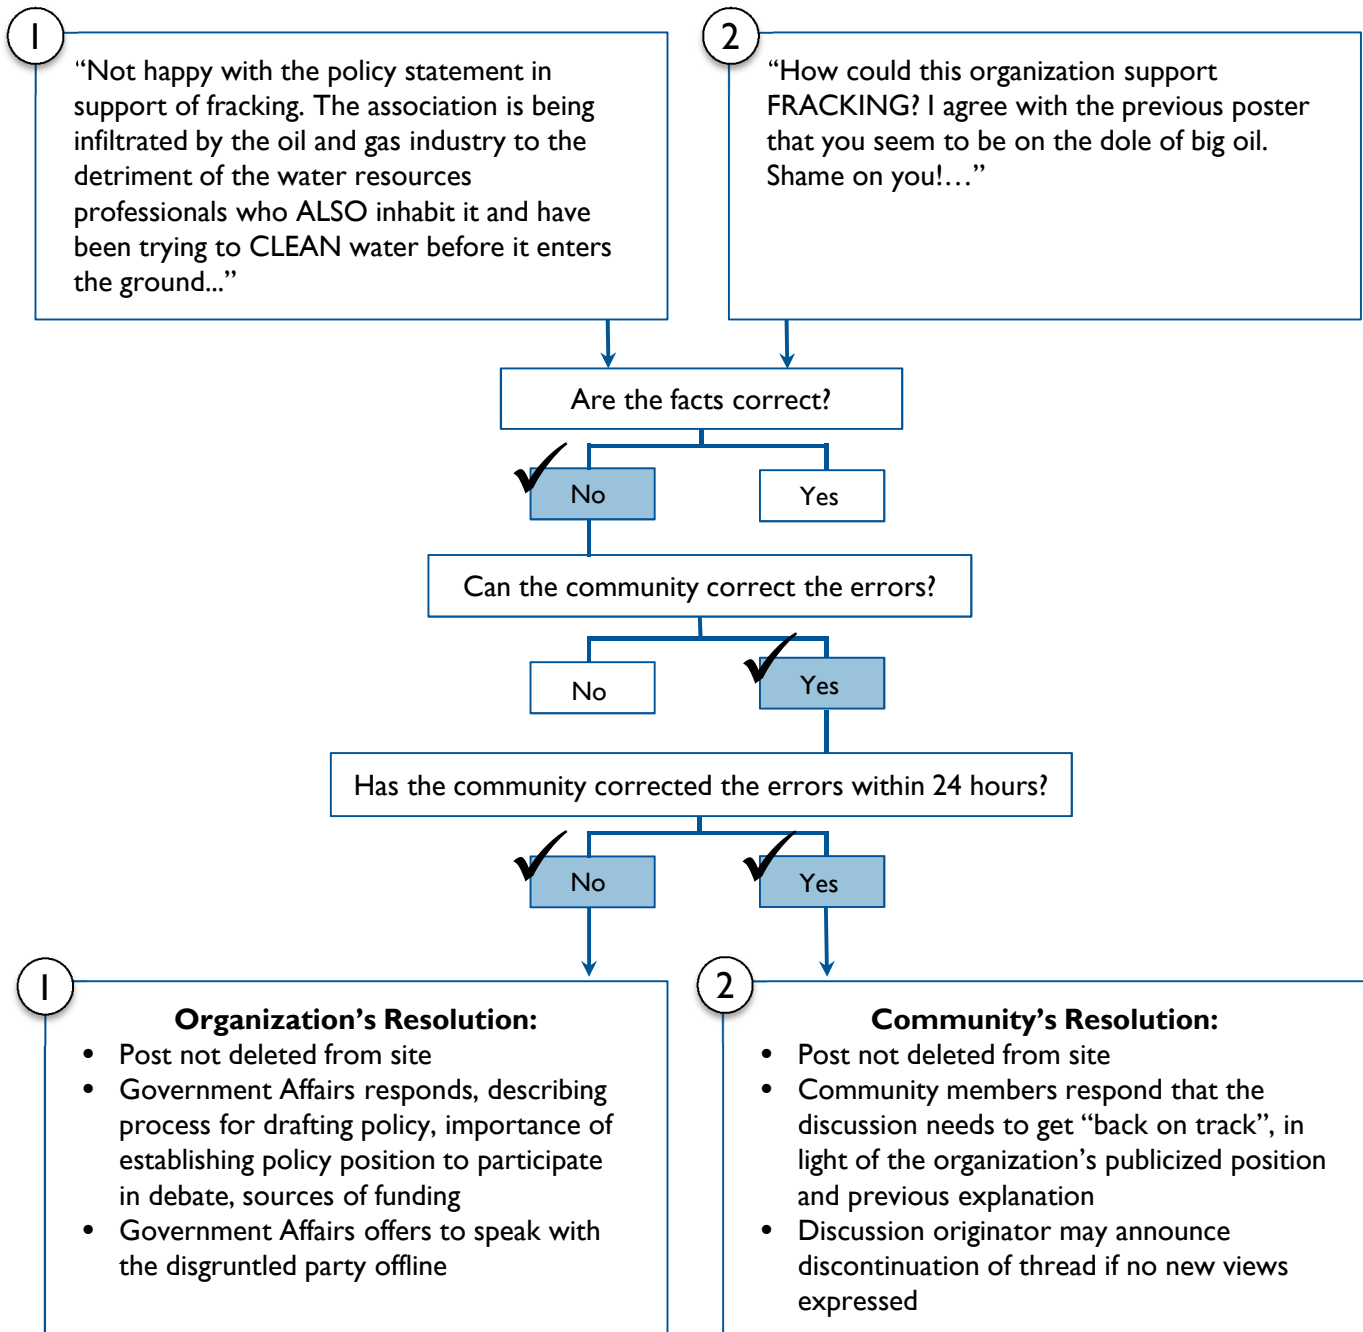 1
“Not happy with the policy statement in
support of fracking. The association is being
infiltrated by the oil and gas industry to the
detriment of the water resources
professionals who ALSO inhabit it and have
been trying to CLEAN water before it enters
the ground...”
2
“How could this organization support
FRACKING? I agree with the previous poster
that you seem to be on the dole of big oil.
Shame on you!…”
Are the facts correct?
No
Yes
Can the community correct the errors?
No
Yes
Has the community corrected the errors within 24 hours?
No
Yes
1
Organization’s Resolution:
• Post not deleted from site
• Government Affairs responds, describing
process for drafting policy, importance of
establishing policy position to participate
in debate, sources of funding
• Government Affairs offers to speak with
the disgruntled party offline
2
Community’s Resolution:
• Post not deleted from site
• Community members respond that the
discussion needs to get “back on track”, in
light of the organization’s publicized position
and previous explanation
• Discussion originator may announce
discontinuation of thread if no new views
expressed